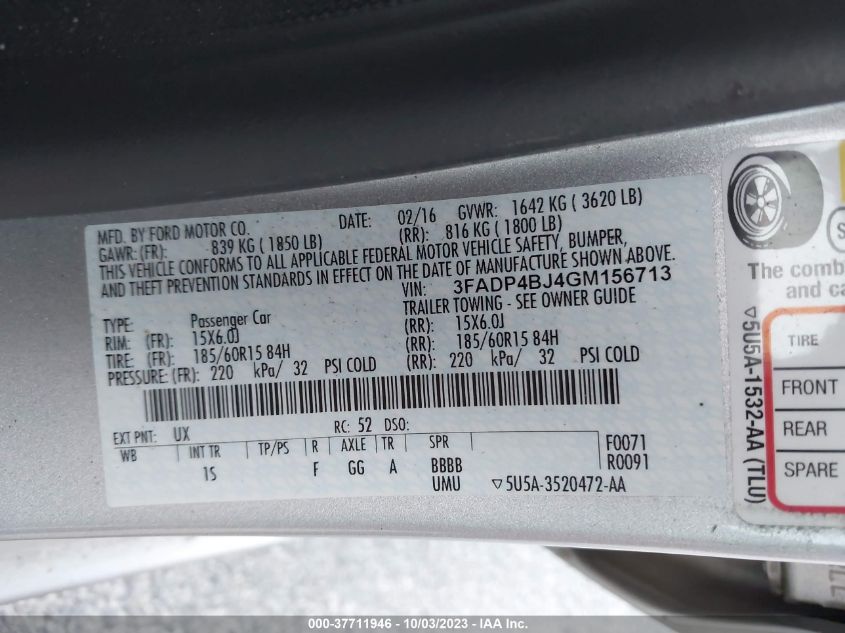 MFD. BY FORD MOTOR CO. DATE: 02/16 GVWR: 1642 KG ( 3620 LB)
GAWR: (FR): 839 KG ( 1850 LB) (RR): 816 KG ( 1800 LB)
THIS VEHICLE CONFORMS TO ALL APPLICABLE FEDERAL MOTOR VEHICLE SAFETY, BUMPER,
AND THEFT PREVENTION STANDARDS IN EFFECT ON THE DATE OF MANUFACTURE SHOWN ABOVE.
VIN: 3FADP4BJ4GM156713
TYPE: Passenger Car TRAILER TOWING - SEE OWNER GUIDE
RIM: (FR): 15X6.0J (RR): 15X6.0J
TIRE: (FR): 185/60R15 84H (RR): 185/60R15 84H
PRESSURE: (FR): 220 kPa/ 32 PSI COLD (RR): 220 kPa/ 32 PSI COLD
EXT PNT: UX RC: 52 DSO:
WB INT TR TP/PS R AXLE TR SPR F0071
IS F GG A BBBB R0091
UMU ▽5U5A-3520472-AA
The comb
and ca
▽5U5A-1532-AA (TLU)
TIRE
FRONT
REAR
SPARE
000-37711946 - 10/03/2023 - IAA Inc.